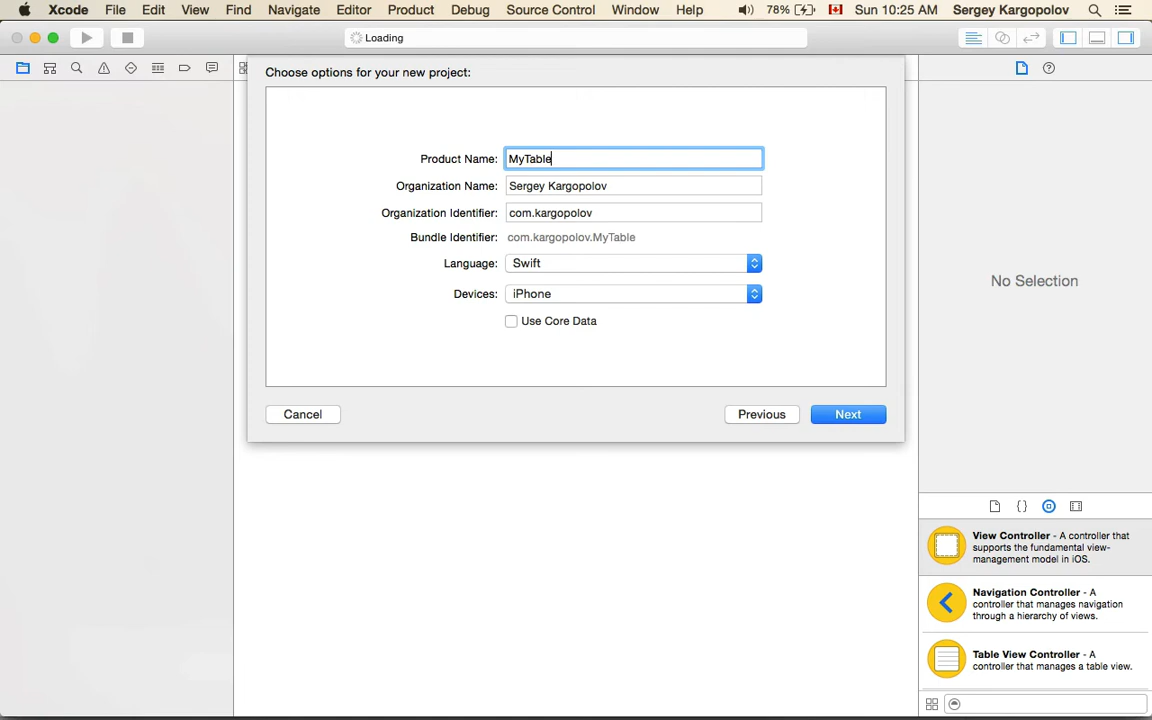 Xcode File Edit View Find Navigate Editor Product Debug Source Control Window Help 78% Sun 10:25 AM Sergey Kargopolov
Loading
Choose options for your new project:
Product Name: MyTable
Organization Name: Sergey Kargopolov
Organization Identifier: com.kargopolov
Bundle Identifier: com.kargopolov.MyTable
Language: Swift
Devices: iPhone
Use Core Data
Cancel Previous Next
No Selection
View Controller - A controller that
supports the fundamental view-
management model in iOS.
Navigation Controller - A
controller that manages navigation
through a hierarchy of views.
Table View Controller - A
controller that manages a table view.